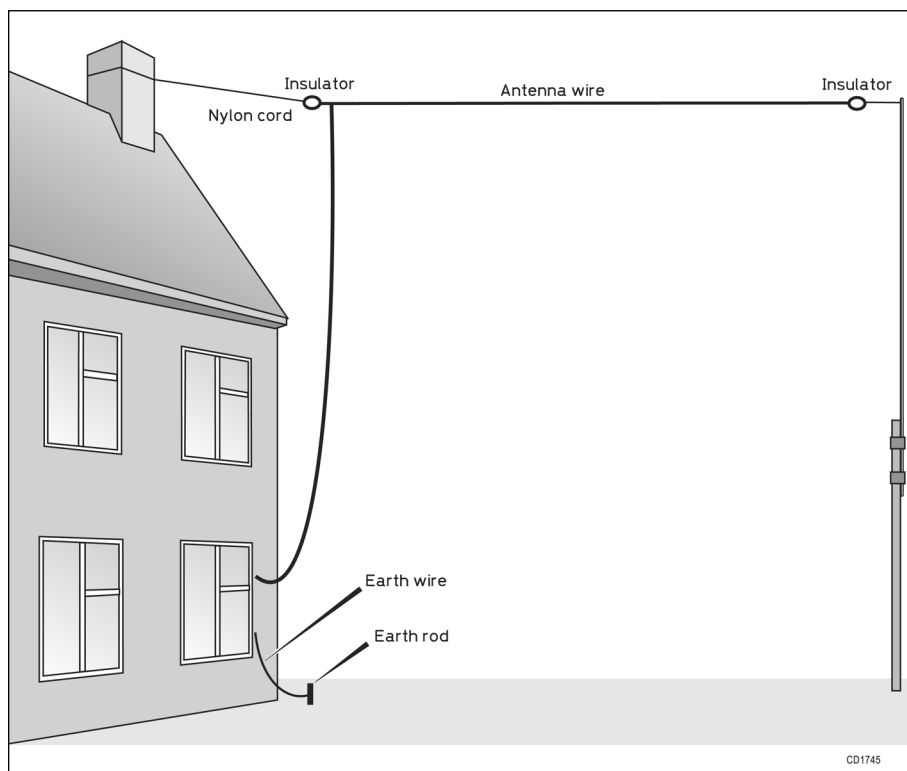 Insulator
Antenna wire
Insulator
Nylon cord
Earth wire
Earth rod
CD1745